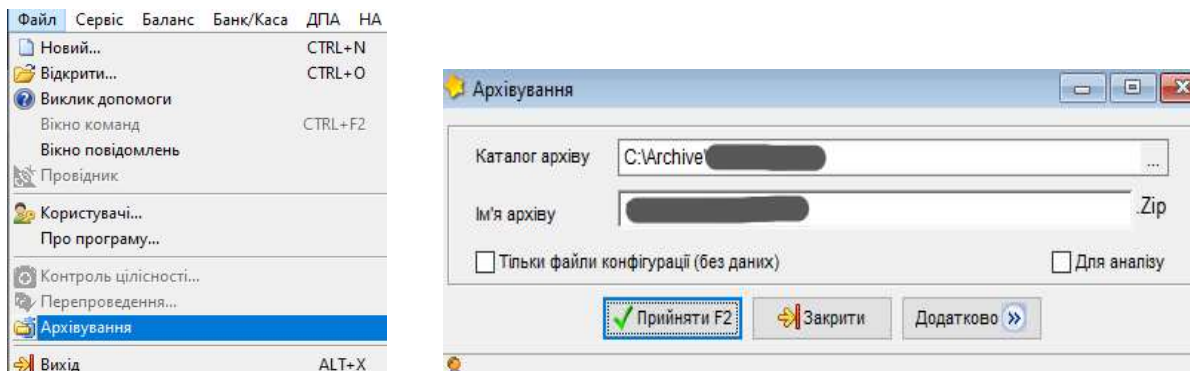 Файл Сервіс Баланс Банк/Каса ДПА НА
Новий... CTRL+N
Відкрити... CTRL+O
Виклик допомоги
Вікно команд CTRL+F2
Вікно повідомлень
Провідник
Користувачі...
Про програму...
Контроль цілісності...
Перепроведення...
Архівування
Вихід ALT+X
Архівування
Каталог архіву C:\Archive\ ...
Ім'я архіву .Zip
Тільки файли конфігурації (без даних) Для аналізу
Прийняти F2 Закрити Додатково